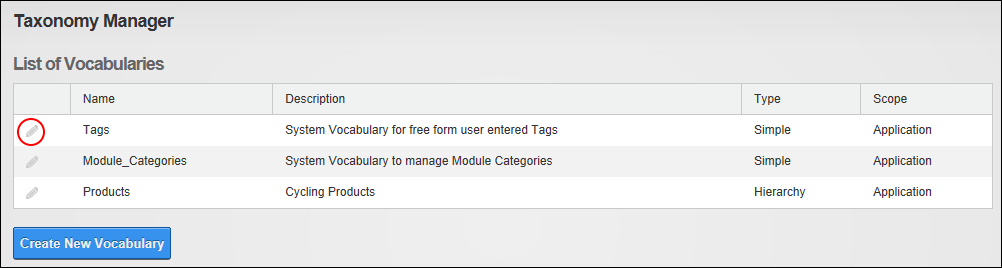 Taxonomy Manager
List of Vocabularies
Name Description Type Scope
Tags System Vocabulary for free form user entered Tags Simple Application
Module_Categories System Vocabulary to manage Module Categories Simple Application
Products Cycling Products Hierarchy Application
Create New Vocabulary